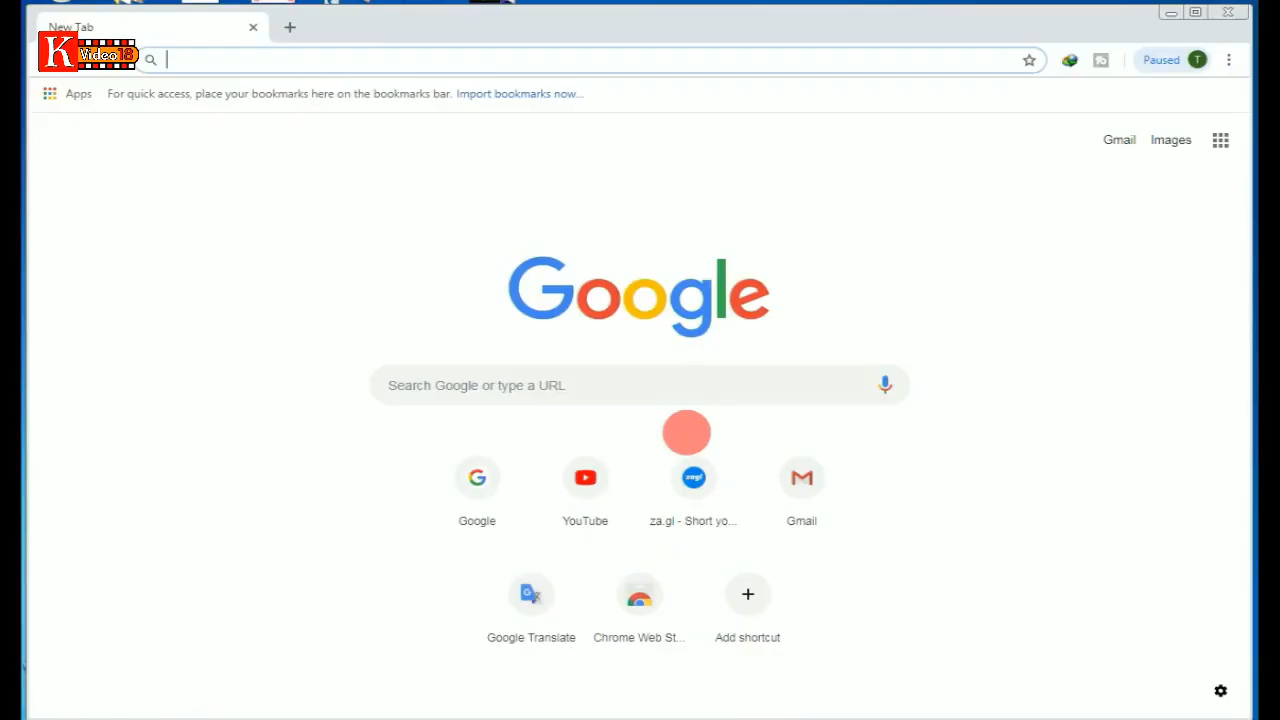 New Tab
K Video18
Paused T
Apps For quick access, place your bookmarks here on the bookmarks bar. Import bookmarks now...
Gmail Images
Google
Search Google or type a URL
zagl
Google YouTube za.gl - Short yo... Gmail
Google Translate Chrome Web St... Add shortcut